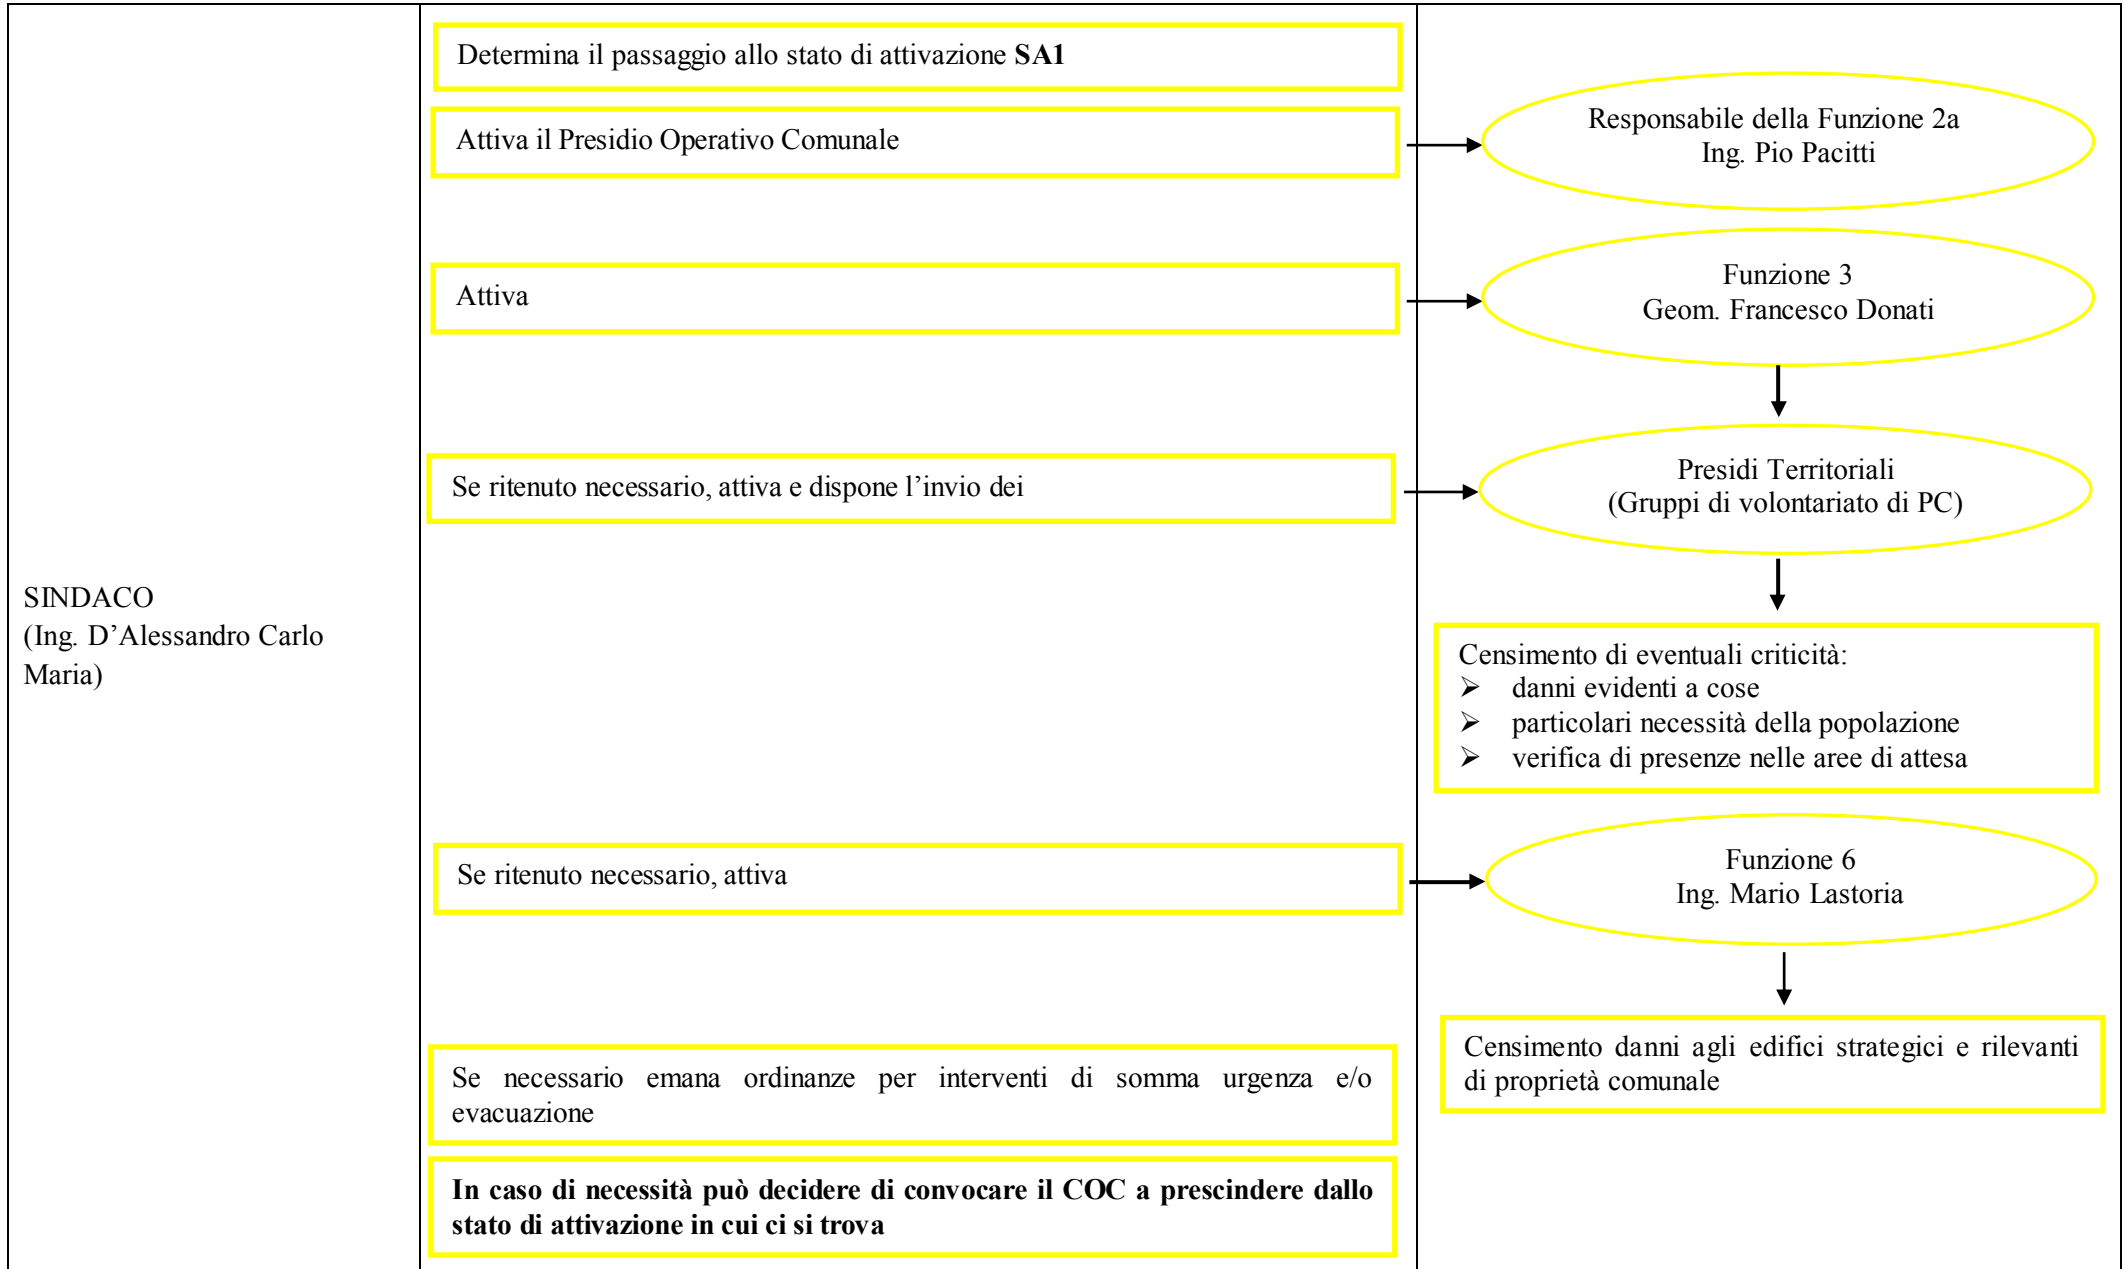 SINDACO
(Ing. D’Alessandro Carlo
Maria)
Determina il passaggio allo stato di attivazione SA1
Attiva il Presidio Operativo Comunale
Responsabile della Funzione 2a
Ing. Pio Pacitti
Attiva
Funzione 3
Geom. Francesco Donati
Se ritenuto necessario, attiva e dispone l’invio dei
Presidi Territoriali
(Gruppi di volontariato di PC)
Censimento di eventuali criticità:
➢ danni evidenti a cose
➢ particolari necessità della popolazione
➢ verifica di presenze nelle aree di attesa
Se ritenuto necessario, attiva
Funzione 6
Ing. Mario Lastoria
Censimento danni agli edifici strategici e rilevanti
di proprietà comunale
Se necessario emana ordinanze per interventi di somma urgenza e/o
evacuazione
In caso di necessità può decidere di convocare il COC a prescindere dallo
stato di attivazione in cui ci si trova